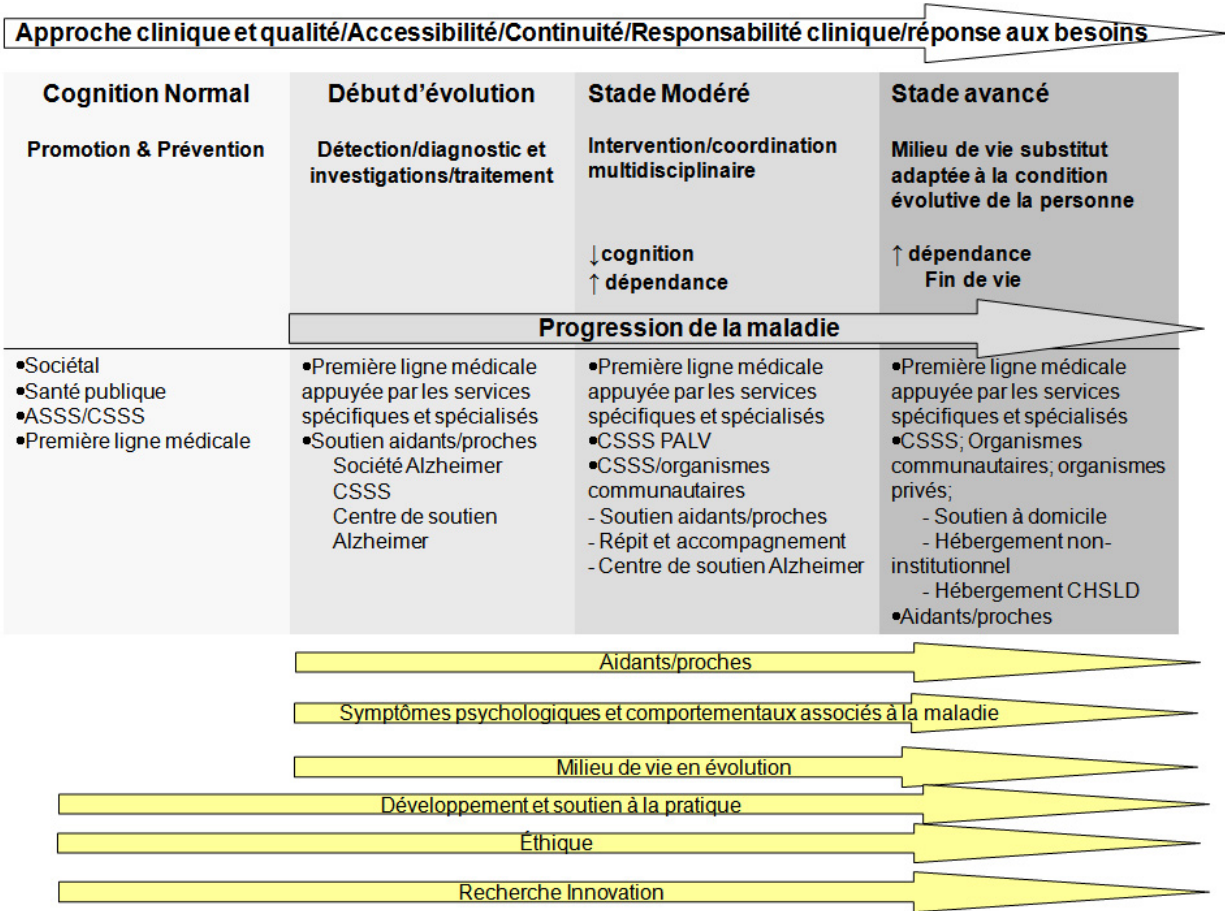 Approche clinique et qualité/Accessibilité/Continuité/Responsabilité clinique/réponse aux besoins
Cognition Normal
Promotion & Prévention
Début d'évolution
Détection/diagnostic et
investigations/traitement
Stade Modéré
Intervention/coordination
multidisciplinaire
↓cognition
↑ dépendance
Stade avancé
Milieu de vie substitut
adaptée à la condition
évolutive de la personne
↑ dépendance
Fin de vie
Progression de la maladie
•Sociétal
•Santé publique
•ASSS/CSSS
•Première ligne médicale
•Première ligne médicale
appuyée par les services
spécifiques et spécialisés
•Soutien aidants/proches
Société Alzheimer
CSSS
Centre de soutien
Alzheimer
•Première ligne médicale
appuyée par les services
spécifiques et spécialisés
•CSSS PALV
•CSSS/organismes
communautaires
- Soutien aidants/proches
- Répit et accompagnement
- Centre de soutien Alzheimer
•Première ligne médicale
appuyée par les services
spécifiques et spécialisés
•CSSS; Organismes
communautaires; organismes
privés;
- Soutien à domicile
- Hébergement non-
institutionnel
- Hébergement CHSLD
•Aidants/proches
Aidants/proches
Symptômes psychologiques et comportementaux associés à la maladie
Milieu de vie en évolution
Développement et soutien à la pratique
Éthique
Recherche Innovation